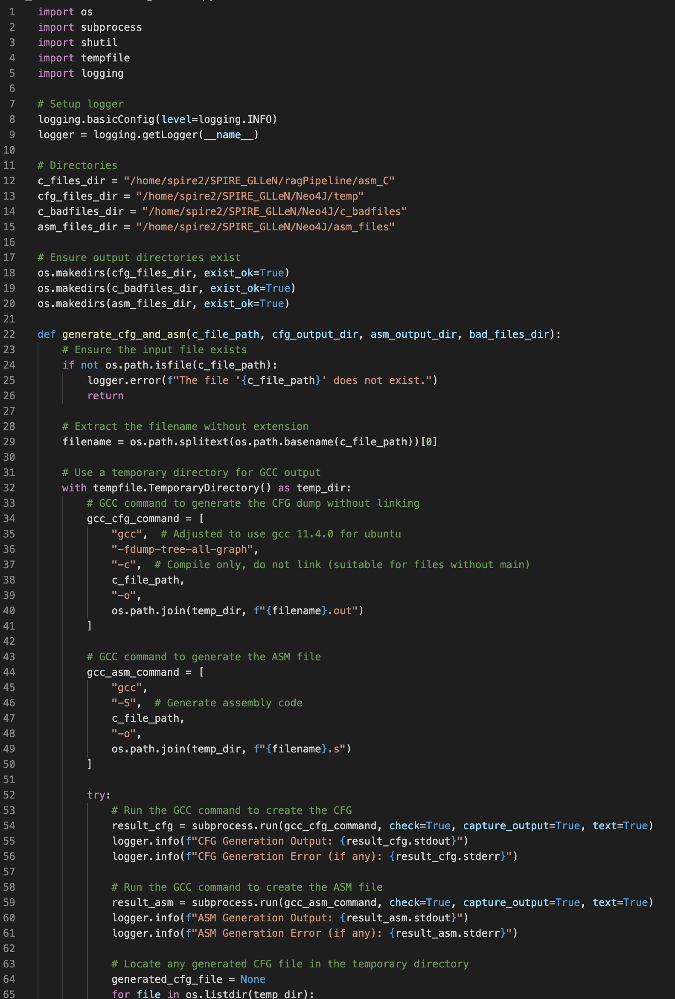 1 import os
2 import subprocess
3 import shutil
4 import tempfile
5 import logging
6
7 # Setup logger
8 logging.basicConfig(level=logging.INFO)
9 logger = logging.getLogger(__name__)
10
11 # Directories
12 c_files_dir = "/home/spire2/SPIRE_GLLeN/ragPipeline/asm_C"
13 cfg_files_dir = "/home/spire2/SPIRE_GLLeN/Neo4J/temp"
14 c_badfiles_dir = "/home/spire2/SPIRE_GLLeN/Neo4J/c_badfiles"
15 asm_files_dir = "/home/spire2/SPIRE_GLLeN/Neo4J/asm_files"
16
17 # Ensure output directories exist
18 os.makedirs(cfg_files_dir, exist_ok=True)
19 os.makedirs(c_badfiles_dir, exist_ok=True)
20 os.makedirs(asm_files_dir, exist_ok=True)
21
22 def generate_cfg_and_asm(c_file_path, cfg_output_dir, asm_output_dir, bad_files_dir):
23     # Ensure the input file exists
24     if not os.path.isfile(c_file_path):
25         logger.error(f"The file '{c_file_path}' does not exist.")
26         return
27
28     # Extract the filename without extension
29     filename = os.path.splitext(os.path.basename(c_file_path))[0]
30
31     # Use a temporary directory for GCC output
32     with tempfile.TemporaryDirectory() as temp_dir:
33         # GCC command to generate the CFG dump without linking
34         gcc_cfg_command = [
35             "gcc",  # Adjusted to use gcc 11.4.0 for ubuntu
36             "-fdump-tree-all-graph",
37             "-c",  # Compile only, do not link (suitable for files without main)
38             c_file_path,
39             "-o",
40             os.path.join(temp_dir, f"{filename}.out")
41         ]
42
43         # GCC command to generate the ASM file
44         gcc_asm_command = [
45             "gcc",
46             "-S",  # Generate assembly code
47             c_file_path,
48             "-o",
49             os.path.join(temp_dir, f"{filename}.s")
50         ]
51
52         try:
53             # Run the GCC command to create the CFG
54             result_cfg = subprocess.run(gcc_cfg_command, check=True, capture_output=True, text=True)
55             logger.info(f"CFG Generation Output: {result_cfg.stdout}")
56             logger.info(f"CFG Generation Error (if any): {result_cfg.stderr}")
57
58             # Run the GCC command to create the ASM file
59             result_asm = subprocess.run(gcc_asm_command, check=True, capture_output=True, text=True)
60             logger.info(f"ASM Generation Output: {result_asm.stdout}")
61             logger.info(f"ASM Generation Error (if any): {result_asm.stderr}")
62
63             # Locate any generated CFG file in the temporary directory
64             generated_cfg_file = None
65             for file in os.listdir(temp_dir):